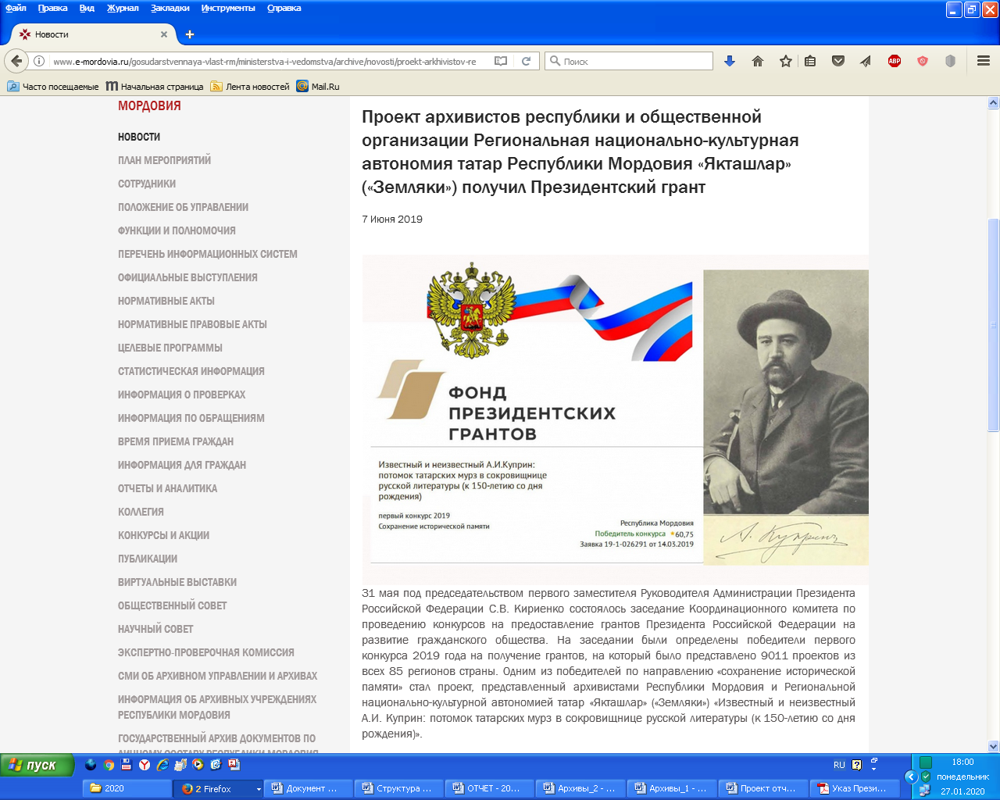 Файл Правка Вид Журнал Закладки Инструменты Справка
Новости
www.e-mordovia.ru/gosudarstvennaya-vlast-rm/ministerstva-i-vedomstva/archive/novosti/proekt-arkhivistov-re
Поиск
ABP
Часто посещаемые Начальная страница Лента новостей Mail.Ru
МОРДОВИЯ
НОВОСТИ
ПЛАН МЕРОПРИЯТИЙ
СОТРУДНИКИ
ПОЛОЖЕНИЕ ОБ УПРАВЛЕНИИ
ФУНКЦИИ И ПОЛНОМОЧИЯ
ПЕРЕЧЕНЬ ИНФОРМАЦИОННЫХ СИСТЕМ
ОФИЦИАЛЬНЫЕ ВЫСТУПЛЕНИЯ
НОРМАТИВНЫЕ АКТЫ
НОРМАТИВНЫЕ ПРАВОВЫЕ АКТЫ
ЦЕЛЕВЫЕ ПРОГРАММЫ
СТАТИСТИЧЕСКАЯ ИНФОРМАЦИЯ
ИНФОРМАЦИЯ О ПРОВЕРКАХ
ИНФОРМАЦИЯ ПО ОБРАЩЕНИЯМ
ВРЕМЯ ПРИЕМА ГРАЖДАН
ИНФОРМАЦИЯ ДЛЯ ГРАЖДАН
ОТЧЕТЫ И АНАЛИТИКА
КОЛЛЕГИЯ
КОНКУРСЫ И АКЦИИ
ПУБЛИКАЦИИ
ВИРТУАЛЬНЫЕ ВЫСТАВКИ
ОБЩЕСТВЕННЫЙ СОВЕТ
НАУЧНЫЙ СОВЕТ
ЭКСПЕРТНО-ПРОВЕРОЧНАЯ КОМИССИЯ
СМИ ОБ АРХИВНОМ УПРАВЛЕНИИ И АРХИВАХ
ИНФОРМАЦИЯ ОБ АРХИВНЫХ УЧРЕЖДЕНИЯХ
РЕСПУБЛИКИ МОРДОВИЯ
ГОСУДАРСТВЕННЫЙ АРХИВ ДОКУМЕНТОВ ПО
ЛИЧНОМУ СОСТАВУ РЕСПУБЛИКИ МОРДОВИЯ
Проект архивистов республики и общественной
организации Региональная национально-культурная
автономия татар Республики Мордовия «Якташлар»
(«Земляки») получил Президентский грант
7 Июня 2019
ФОНД
ПРЕЗИДЕНТСКИХ
ГРАНТОВ
Известный и неизвестный А.И.Куприн:
потомок татарских мурз в сокровищнице
русской литературы (к 150-летию со дня
рождения)
первый конкурс 2019
Сохранение исторической памяти
Республика Мордовия
Победитель конкурса 60,75
Заявка 19-1-026291 от 14.03.2019
А. Куприн
31 мая под председательством первого заместителя Руководителя Администрации Президента
Российской Федерации С.В. Кириенко состоялось заседание Координационного комитета по
проведению конкурсов на предоставление грантов Президента Российской Федерации на
развитие гражданского общества. На заседании были определены победители первого
конкурса 2019 года на получение грантов, на который было представлено 9011 проектов из
всех 85 регионов страны. Одним из победителей по направлению «сохранение исторической
памяти» стал проект, представленный архивистами Республики Мордовия и Региональной
национально-культурной автономией татар «Якташлар» («Земляки») «Известный и неизвестный
А.И. Куприн: потомок татарских мурз в сокровищнице русской литературы (к 150-летию со дня
рождения)».
пуск
RU
18:00
понедельник
27.01.2020
2020 2 Firefox Документ ... Структура ... ОТЧЕТ - 20... Архивы_2 - ... Архивы_1 - ... Проект отч... Указ Прези...